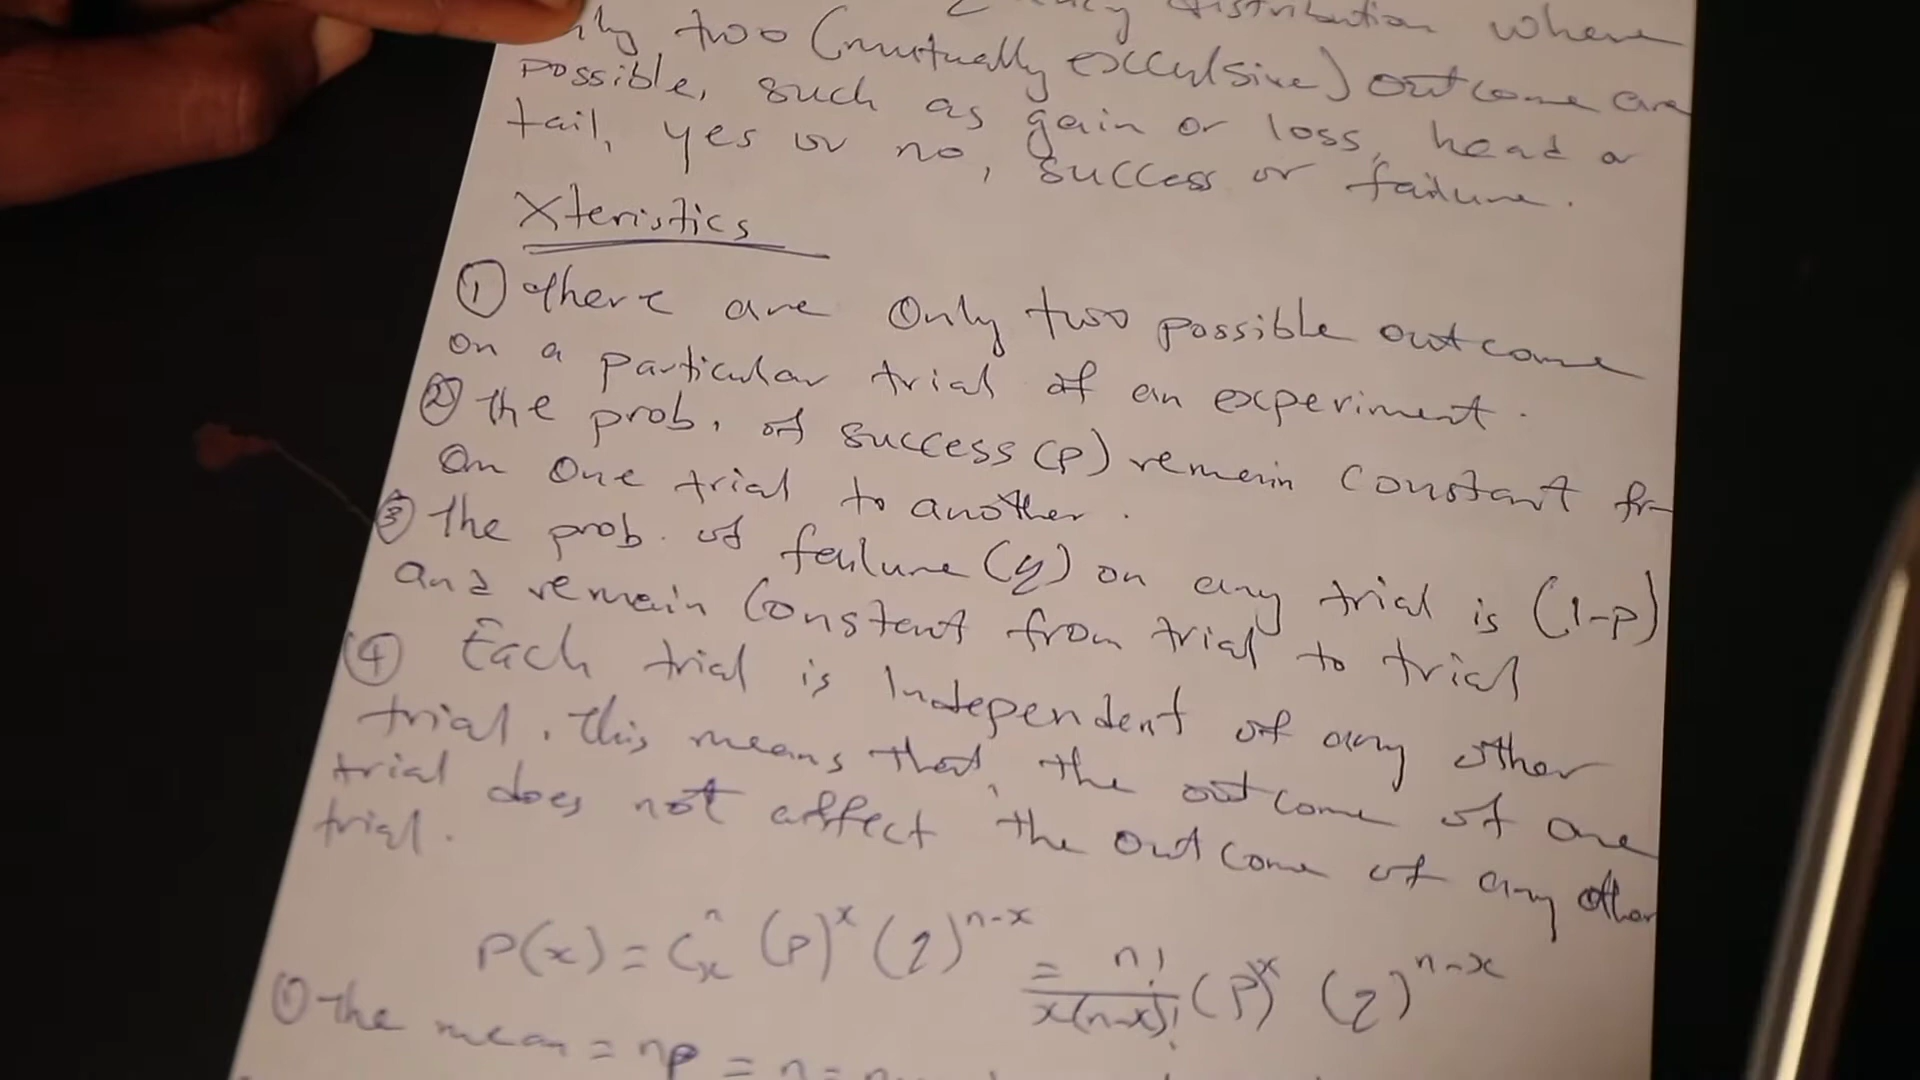 distribution where
two (mutually excculsive) outcome are
possible, such as gain or loss, head or
tail, yes or no, success or failure.
Xteristics
① there are only two possible outcome
on a particular trial of an experiment.
② the prob. of success (p) remain constant fr-
om one trial to another.
③ the prob. of failure (q) on any trial is (1-p)
and remain constant from trial to trial
④ Each trial is independent of any other
trial. this means that, the outcome of one
trial does not affect the outcome of any other
trial.
P(x) = C^n_x (p)^x (q)^{n-x} = n!/x(n-x)! (p)^x (q)^{n-x}
① the mean = np =